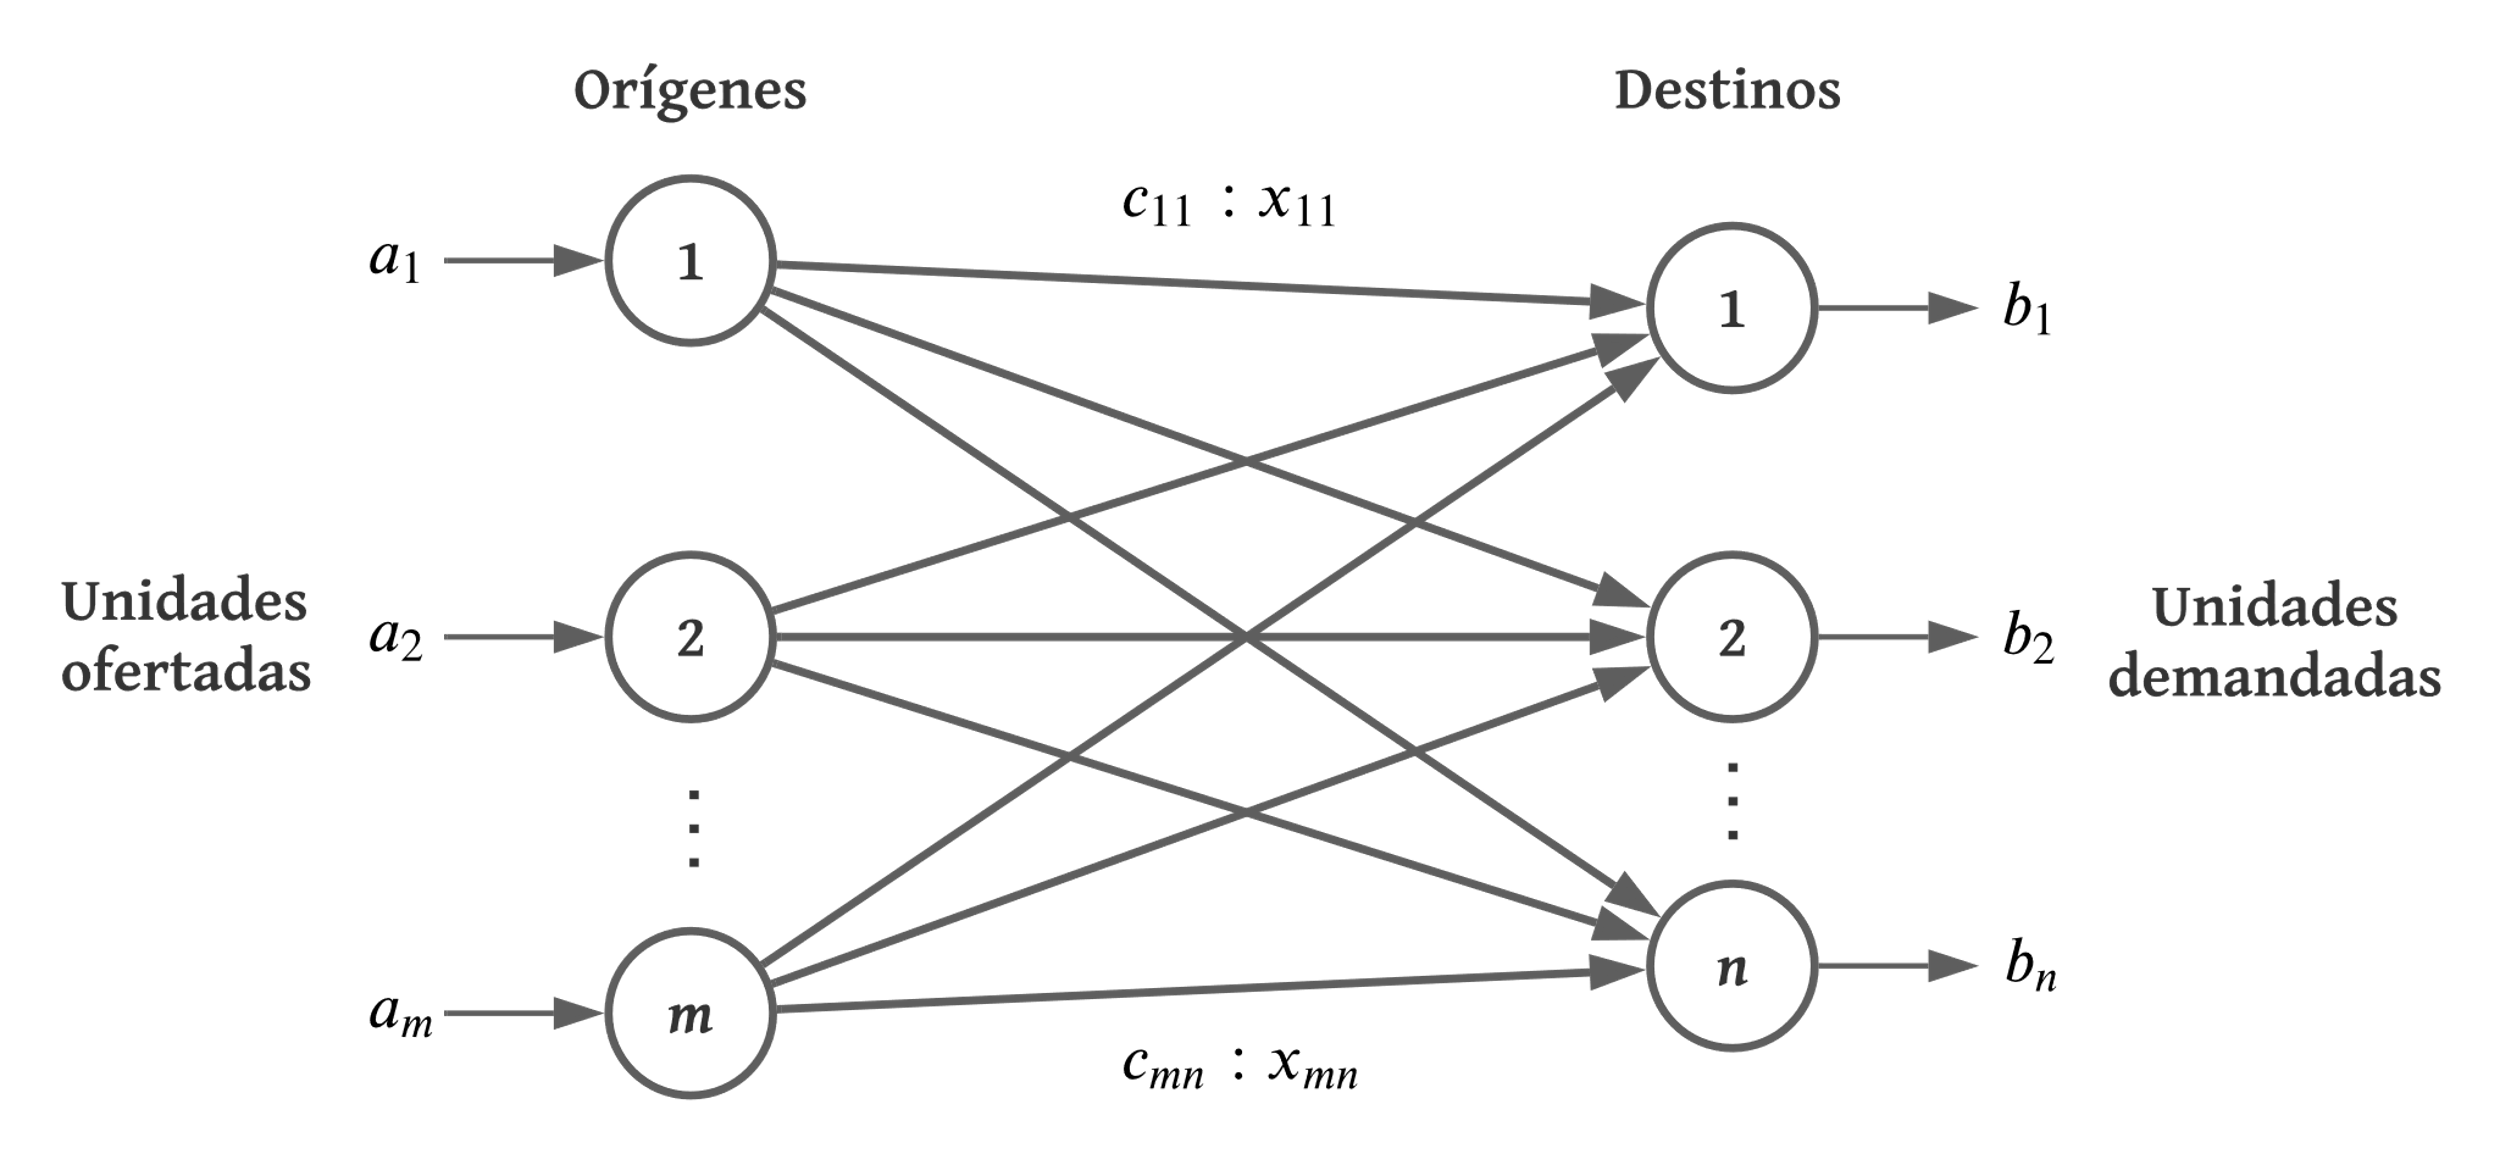 Orígenes
Destinos
c11 : x11
a1
1
1
b1
Unidades
ofertadas
a2
2
2
b2
Unidades
demandadas
am
m
n
bn
cmn : xmn